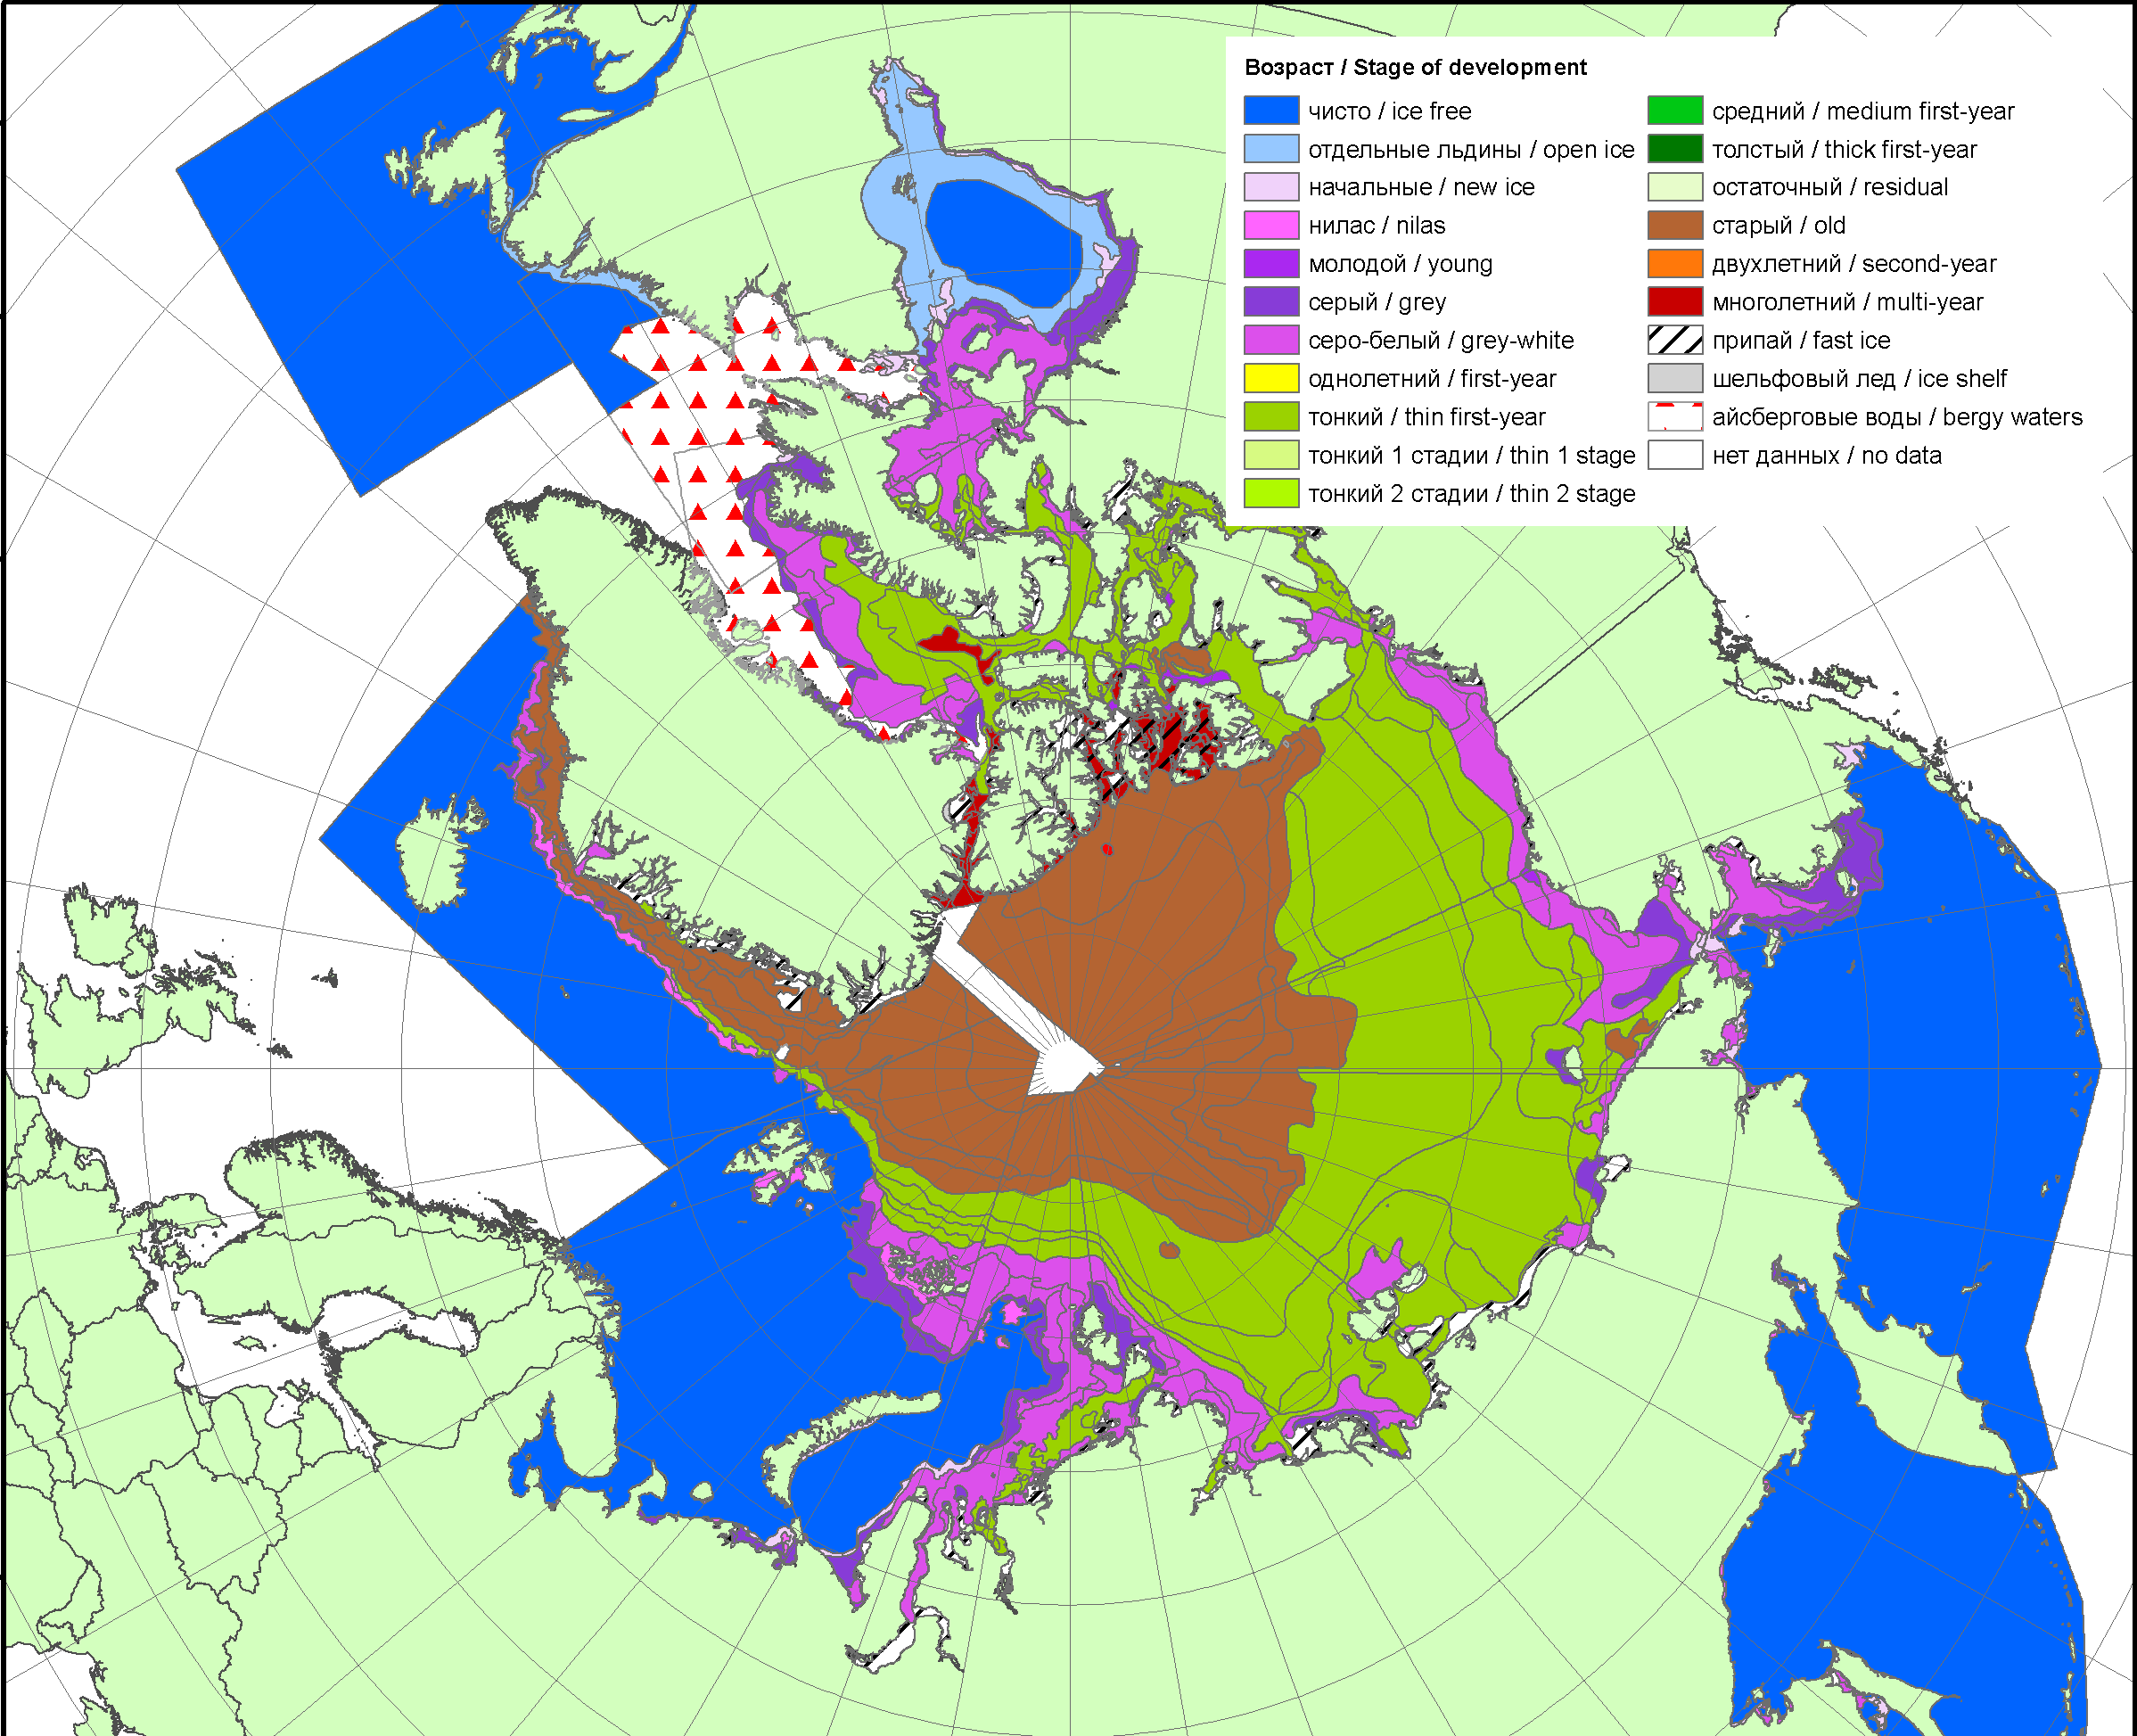 Возраст / Stage of development
чисто / ice free
отдельные льдины / open ice
начальные / new ice
нилас / nilas
молодой / young
серый / grey
серо-белый / grey-white
однолетний / first-year
тонкий / thin first-year
тонкий 1 стадии / thin 1 stage
тонкий 2 стадии / thin 2 stage
средний / medium first-year
толстый / thick first-year
остаточный / residual
старый / old
двухлетний / second-year
многолетний / multi-year
припай / fast ice
шельфовый лед / ice shelf
айсберговые воды / bergy waters
нет данных / no data